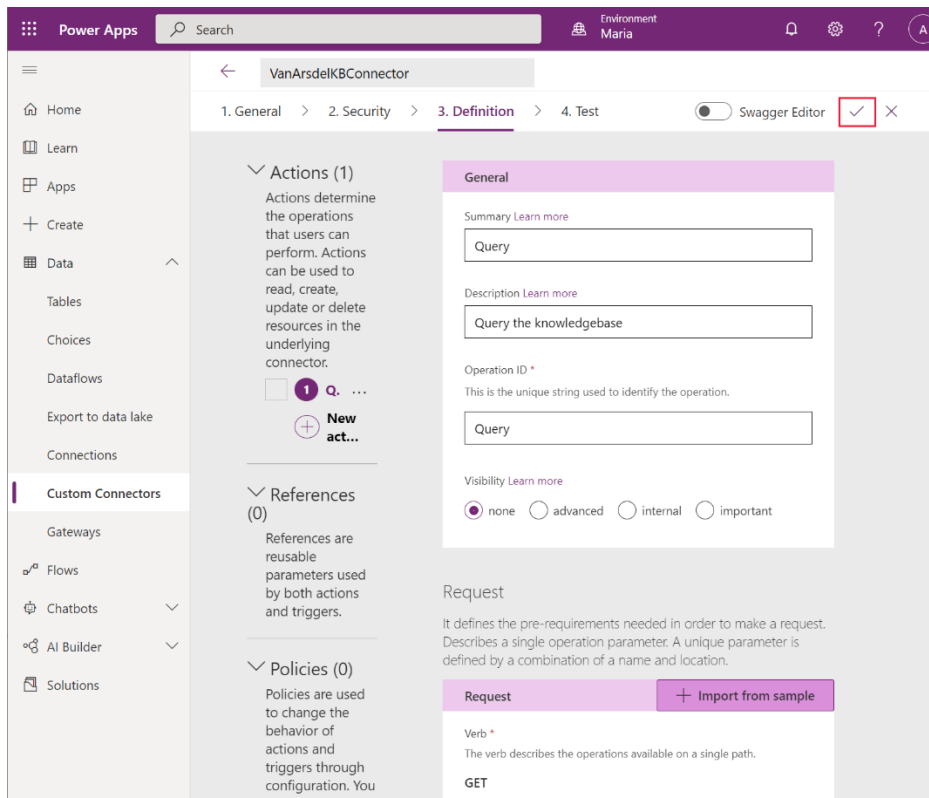 Power Apps
Search
Environment
Maria
A
VanArsdelKBConnector
1. General > 2. Security > 3. Definition > 4. Test
Swagger Editor
Home
Learn
Apps
Create
Data
Tables
Choices
Dataflows
Export to data lake
Connections
Custom Connectors
Gateways
Flows
Chatbots
AI Builder
Solutions
Actions (1)
Actions determine
the operations
that users can
perform. Actions
can be used to
read, create,
update or delete
resources in the
underlying
connector.
1 Q. ...
New
act...
References
(0)
References are
reusable
parameters used
by both actions
and triggers.
Policies (0)
Policies are used
to change the
behavior of
actions and
triggers through
configuration. You
General
Summary Learn more
Query
Description Learn more
Query the knowledgebase
Operation ID *
This is the unique string used to identify the operation.
Query
Visibility Learn more
none advanced internal important
Request
It defines the pre-requirements needed in order to make a request.
Describes a single operation parameter. A unique parameter is
defined by a combination of a name and location.
Request + Import from sample
Verb *
The verb describes the operations available on a single path.
GET